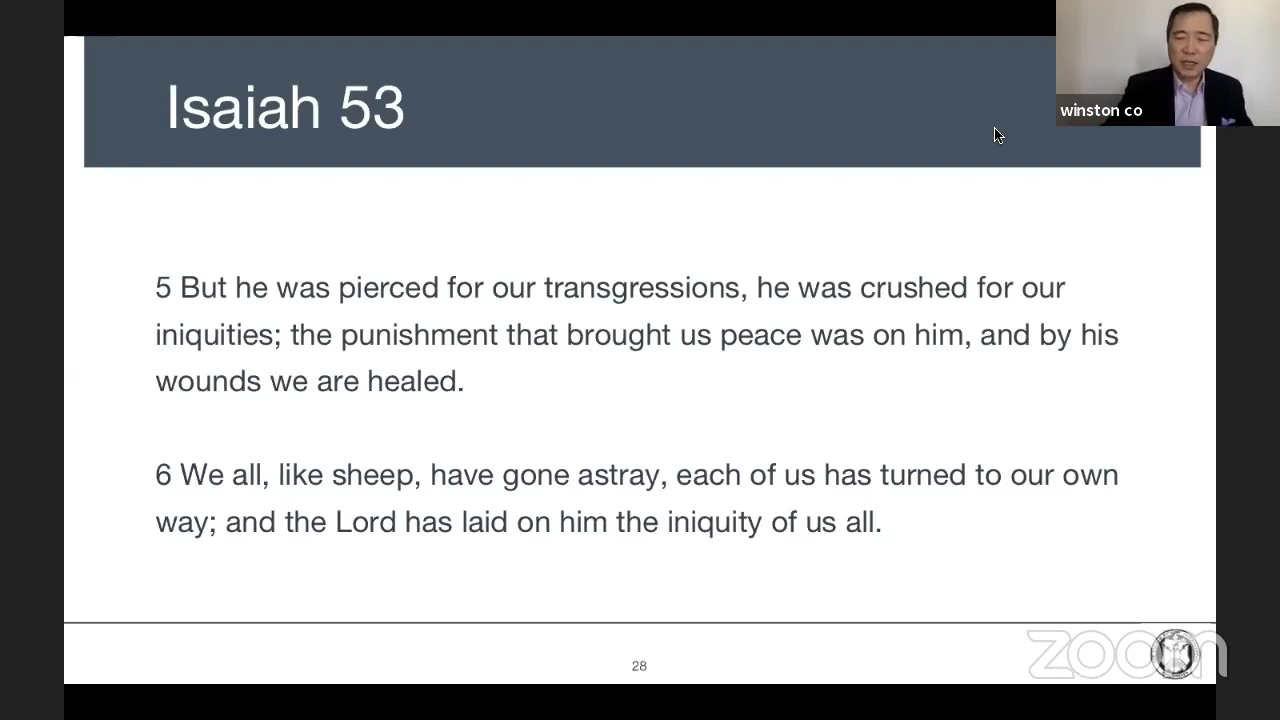 Isaiah 53
winston co
5 But he was pierced for our transgressions, he was crushed for our
iniquities; the punishment that brought us peace was on him, and by his
wounds we are healed.
6 We all, like sheep, have gone astray, each of us has turned to our own
way; and the Lord has laid on him the iniquity of us all.
28
zoom